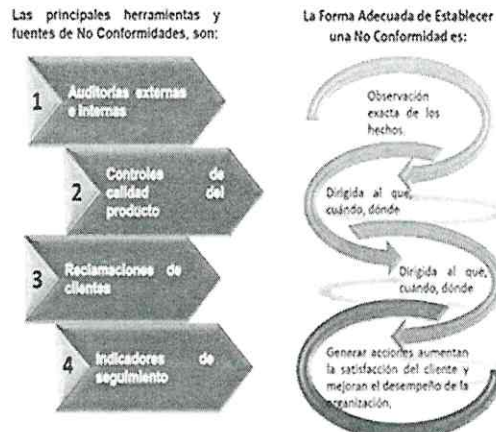 Las principales herramientas y
fuentes de No Conformidades, son:
1
Auditorías externas
e internas
2
Controles de
calidad del
producto
3
Reclamaciones de
clientes
4
Indicadores de
seguimiento
La Forma Adecuada de Establecer
una No Conformidad es:
Observación
exacta de los
hechos.
Dirigida al que,
cuándo, dónde
Dirigida al que,
cuándo, dónde
Generar acciones aumentan
la satisfacción del cliente y
mejoran el desempeño de la
organización.